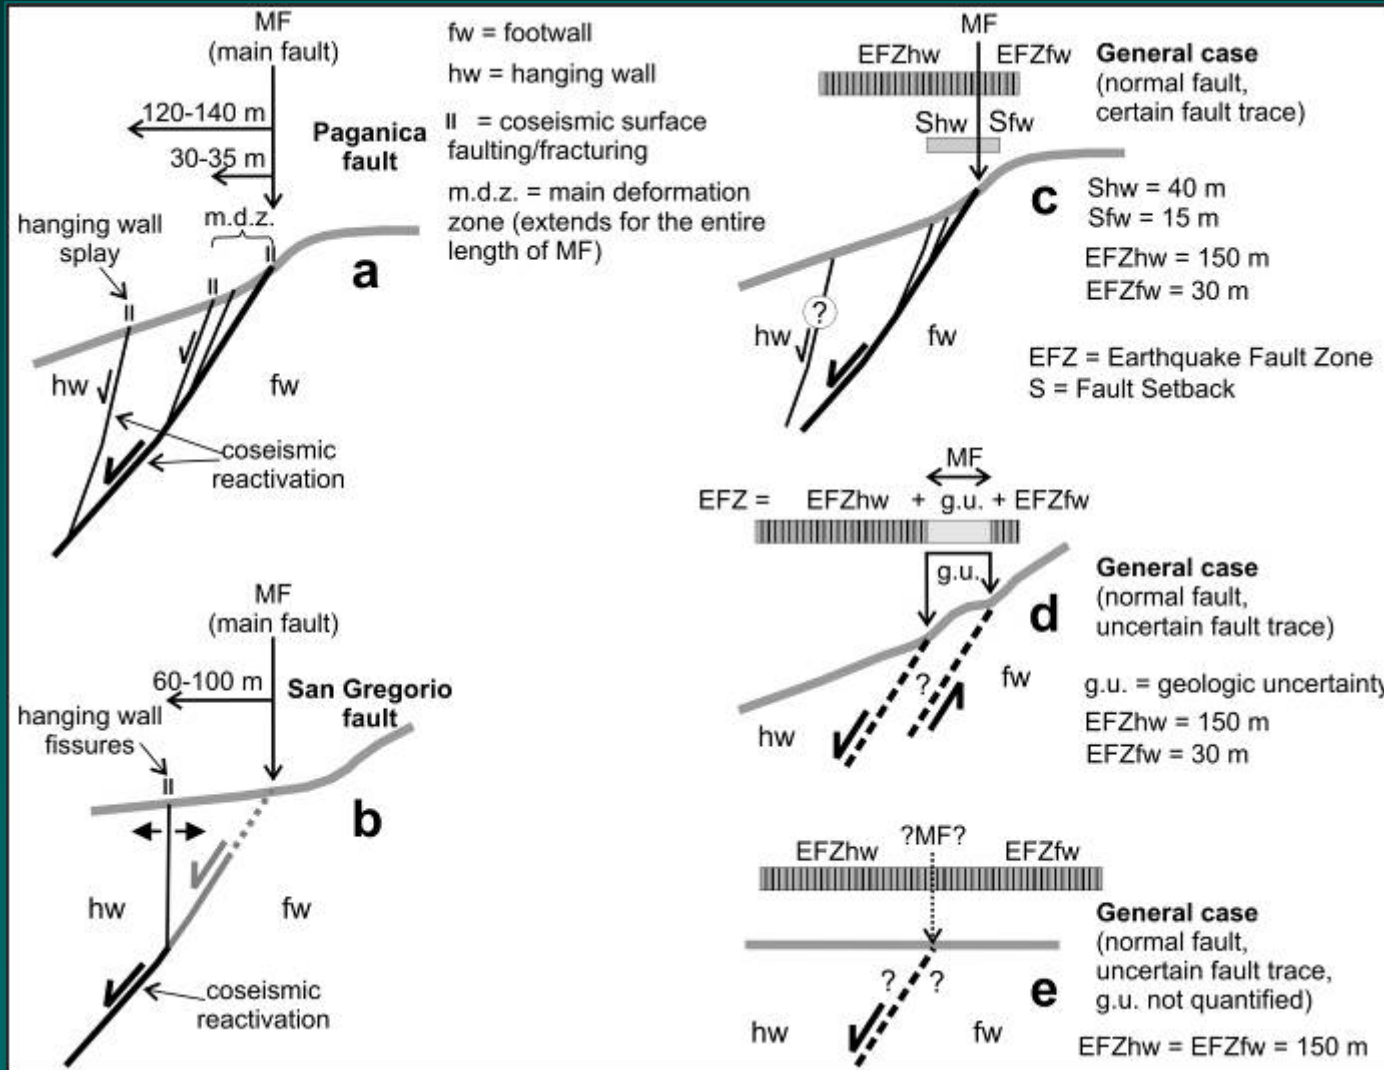 MF
(main fault)
120-140 m
30-35 m
Paganica
fault
m.d.z.
hanging wall
splay
II
II
II
a
hw
fw
coseismic
reactivation
fw = footwall
hw = hanging wall
II = coseismic surface
faulting/fracturing
m.d.z. = main deformation
zone (extends for the entire
length of MF)
MF
(main fault)
60-100 m
San Gregorio
fault
hanging wall
fissures
II
b
hw
fw
coseismic
reactivation
MF
EFZhw
EFZfw
Shw
Sfw
General case
(normal fault,
certain fault trace)
c
Shw = 40 m
Sfw = 15 m
EFZhw = 150 m
EFZfw = 30 m
?
hw
fw
EFZ = Earthquake Fault Zone
S = Fault Setback
MF
EFZ = EFZhw + g.u. + EFZfw
g.u.
General case
(normal fault,
uncertain fault trace)
d
?
fw
hw
g.u. = geologic uncertainty
EFZhw = 150 m
EFZfw = 30 m
?MF?
EFZhw
EFZfw
General case
(normal fault,
uncertain fault trace,
g.u. not quantified)
? ?
e
hw
fw
EFZhw = EFZfw = 150 m